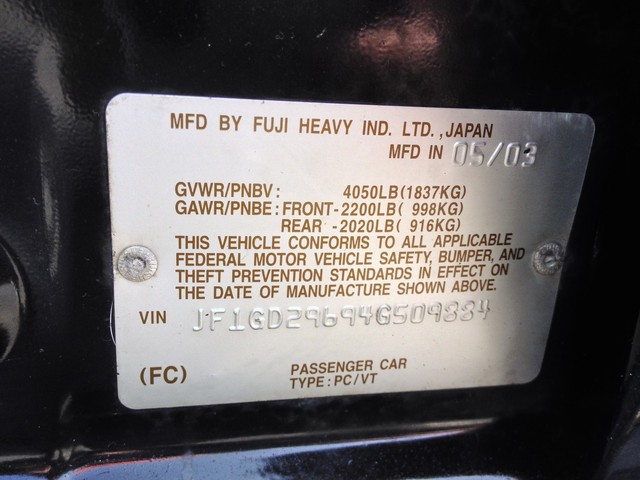 MFD BY FUJI HEAVY IND. LTD.,JAPAN
MFD IN 05/03
GVWR/PNBV: 4050LB(1837KG)
GAWR/PNBE: FRONT-2200LB( 998KG)
REAR -2020LB( 916KG)
THIS VEHICLE CONFORMS TO ALL APPLICABLE
FEDERAL MOTOR VEHICLE SAFETY, BUMPER, AND
THEFT PREVENTION STANDARDS IN EFFECT ON
THE DATE OF MANUFACTURE SHOWN ABOVE.
VIN JF1GD29694G509884
(FC) PASSENGER CAR
TYPE: PC/VT